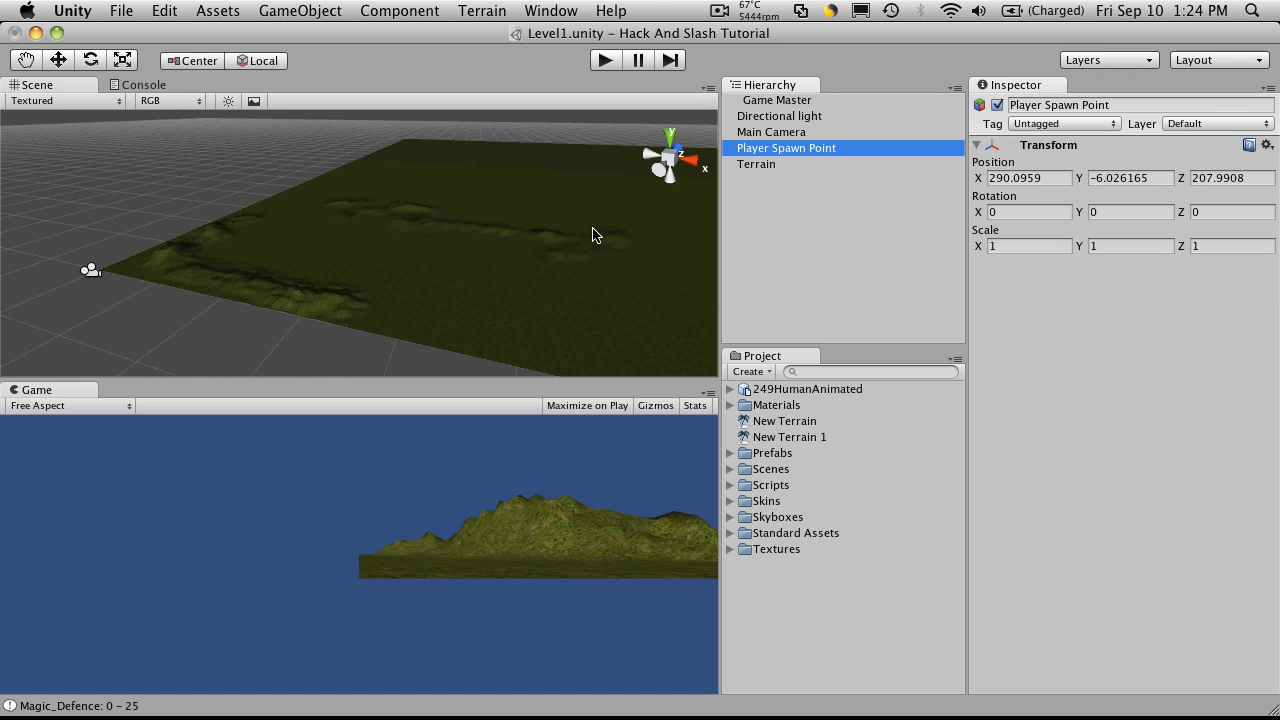 Unity File Edit Assets GameObject Component Terrain Window Help 67°C 5444rpm (Charged) Fri Sep 10 1:24 PM
Level1.unity – Hack And Slash Tutorial
Center Local Layers Layout
Scene Console
Textured RGB
y
z
x
Game
Free Aspect Maximize on Play Gizmos Stats
Hierarchy
Game Master
Directional light
Main Camera
Player Spawn Point
Terrain
Project
Create
249HumanAnimated
Materials
New Terrain
New Terrain 1
Prefabs
Scenes
Scripts
Skins
Skyboxes
Standard Assets
Textures
Inspector
Player Spawn Point
Tag Untagged Layer Default
Transform
Position
X 290.0959 Y -6.026165 Z 207.9908
Rotation
X 0 Y 0 Z 0
Scale
X 1 Y 1 Z 1
Magic_Defence: 0 – 25